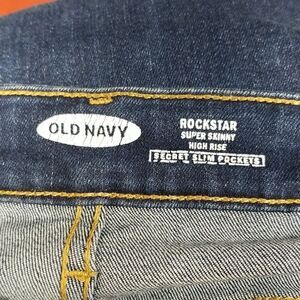 OLD NAVY
ROCKSTAR
SUPER SKINNY
HIGH RISE
SECRET SLIM POCKETS